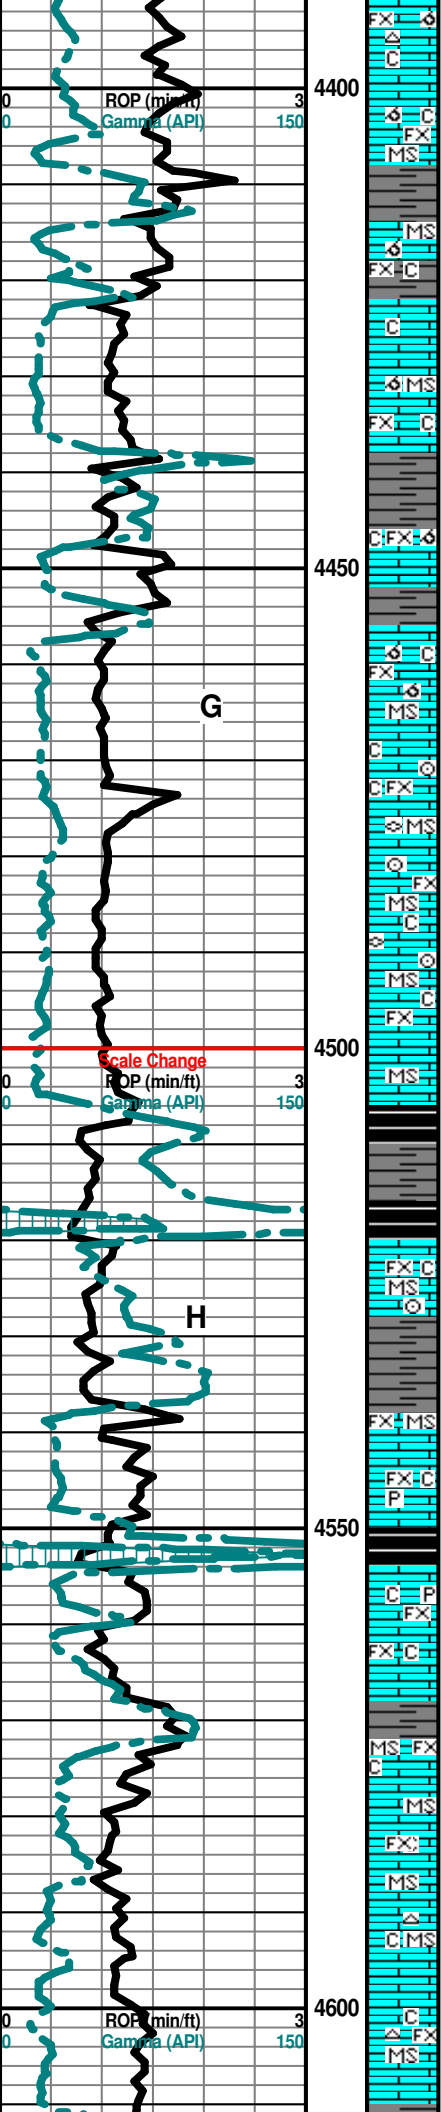 FX
C
4400
0 ROP (min/ft) 3
0 Gamma (API) 150
C
FX
MS
MS
FX C
C
MS
FX C
C FX
4450
C
FX
G
MS
C
C FX
MS
FX
MS
C
MS
C
FX
4500
Scale Change
0 ROP (min/ft) 3
0 Gamma (API) 150
MS
FX C
MS
H
FX MS
FX C
P
4550
C P
FX
FX C
MS FX
C
MS
FX
MS
C MS
4600
0 ROP (min/ft) 3
0 Gamma (API) 150
C
FX
MS